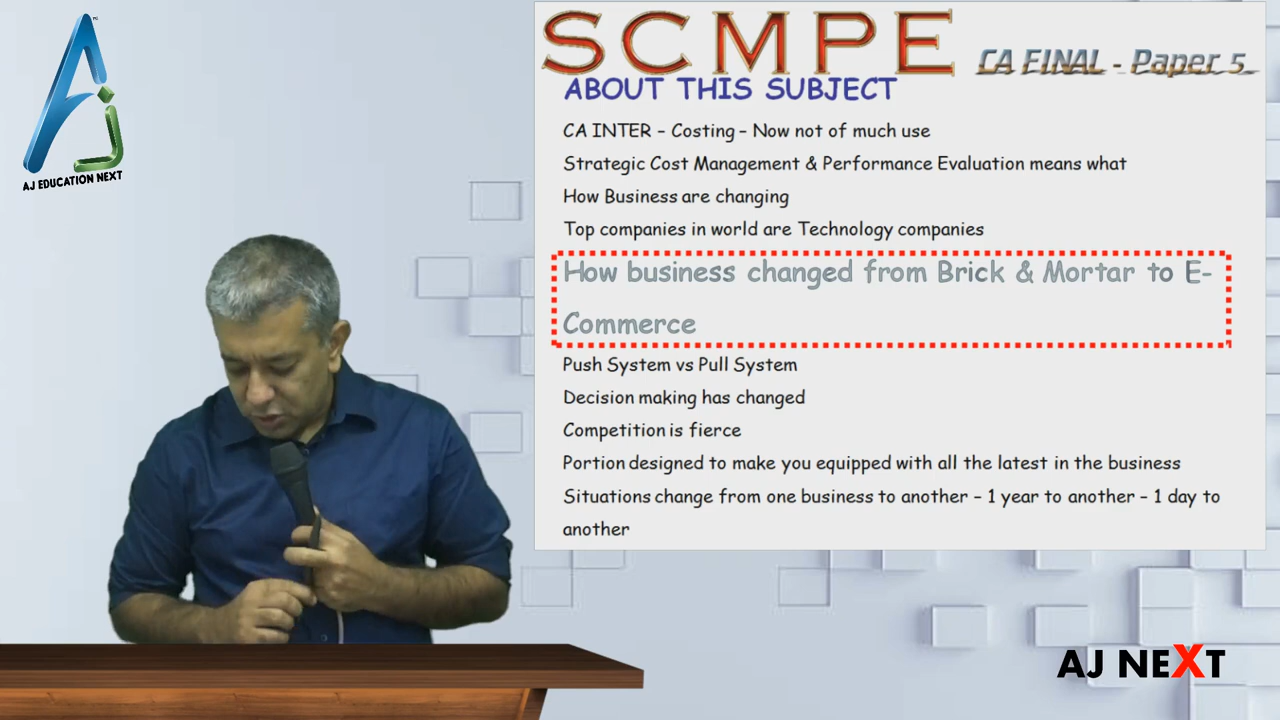 AJ EDUCATION NEXT
SCMPE
CA FINAL - Paper 5
ABOUT THIS SUBJECT
CA INTER – Costing – Now not of much use
Strategic Cost Management & Performance Evaluation means what
How Business are changing
Top companies in world are Technology companies
How business changed from Brick & Mortar to E-
Commerce
Push System vs Pull System
Decision making has changed
Competition is fierce
Portion designed to make you equipped with all the latest in the business
Situations change from one business to another – 1 year to another – 1 day to
another
AJ NEXT